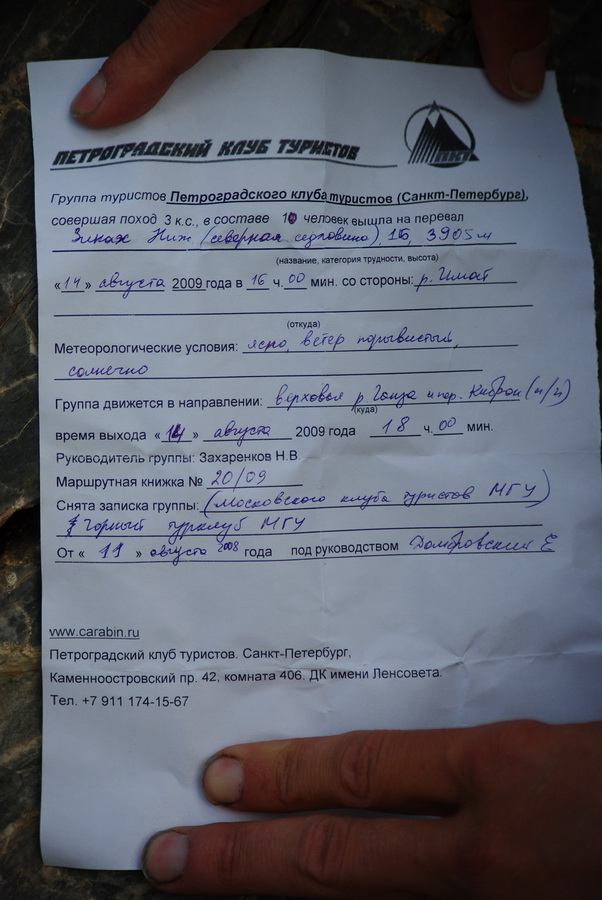 ПЕТРОГРАДСКИЙ КЛУБ ТУРИСТОВ
ПКТ
Группа туристов Петроградского клуба туристов (Санкт-Петербург),
совершая поход 3 к.с., в составе 10 человек вышла на перевал
Зинах Ниж (северная седловина) 1Б, 3905 м
(название, категория трудности, высота)
«14» августа 2009 года в 16 ч. 00 мин. со стороны: р. Имат
(откуда)
Метеорологические условия: ясно, ветер порывистый,
солнечно
Группа движется в направлении: верховья р. Гонза и пер. (п/п)
(куда)
время выхода «14» августа 2009 года 18 ч. 00 мин.
Руководитель группы: Захаренков Н.В.
Маршрутная книжка № 20/09
Снята записка группы: (Московского клуба туристов МГУ)
Горный турклуб МГУ
От « 11 » августа 2008 года под руководством Домбровский Е
www.carabin.ru
Петроградский клуб туристов. Санкт-Петербург,
Каменноостровский пр. 42, комната 406. ДК имени Ленсовета.
Тел. +7 911 174-15-67